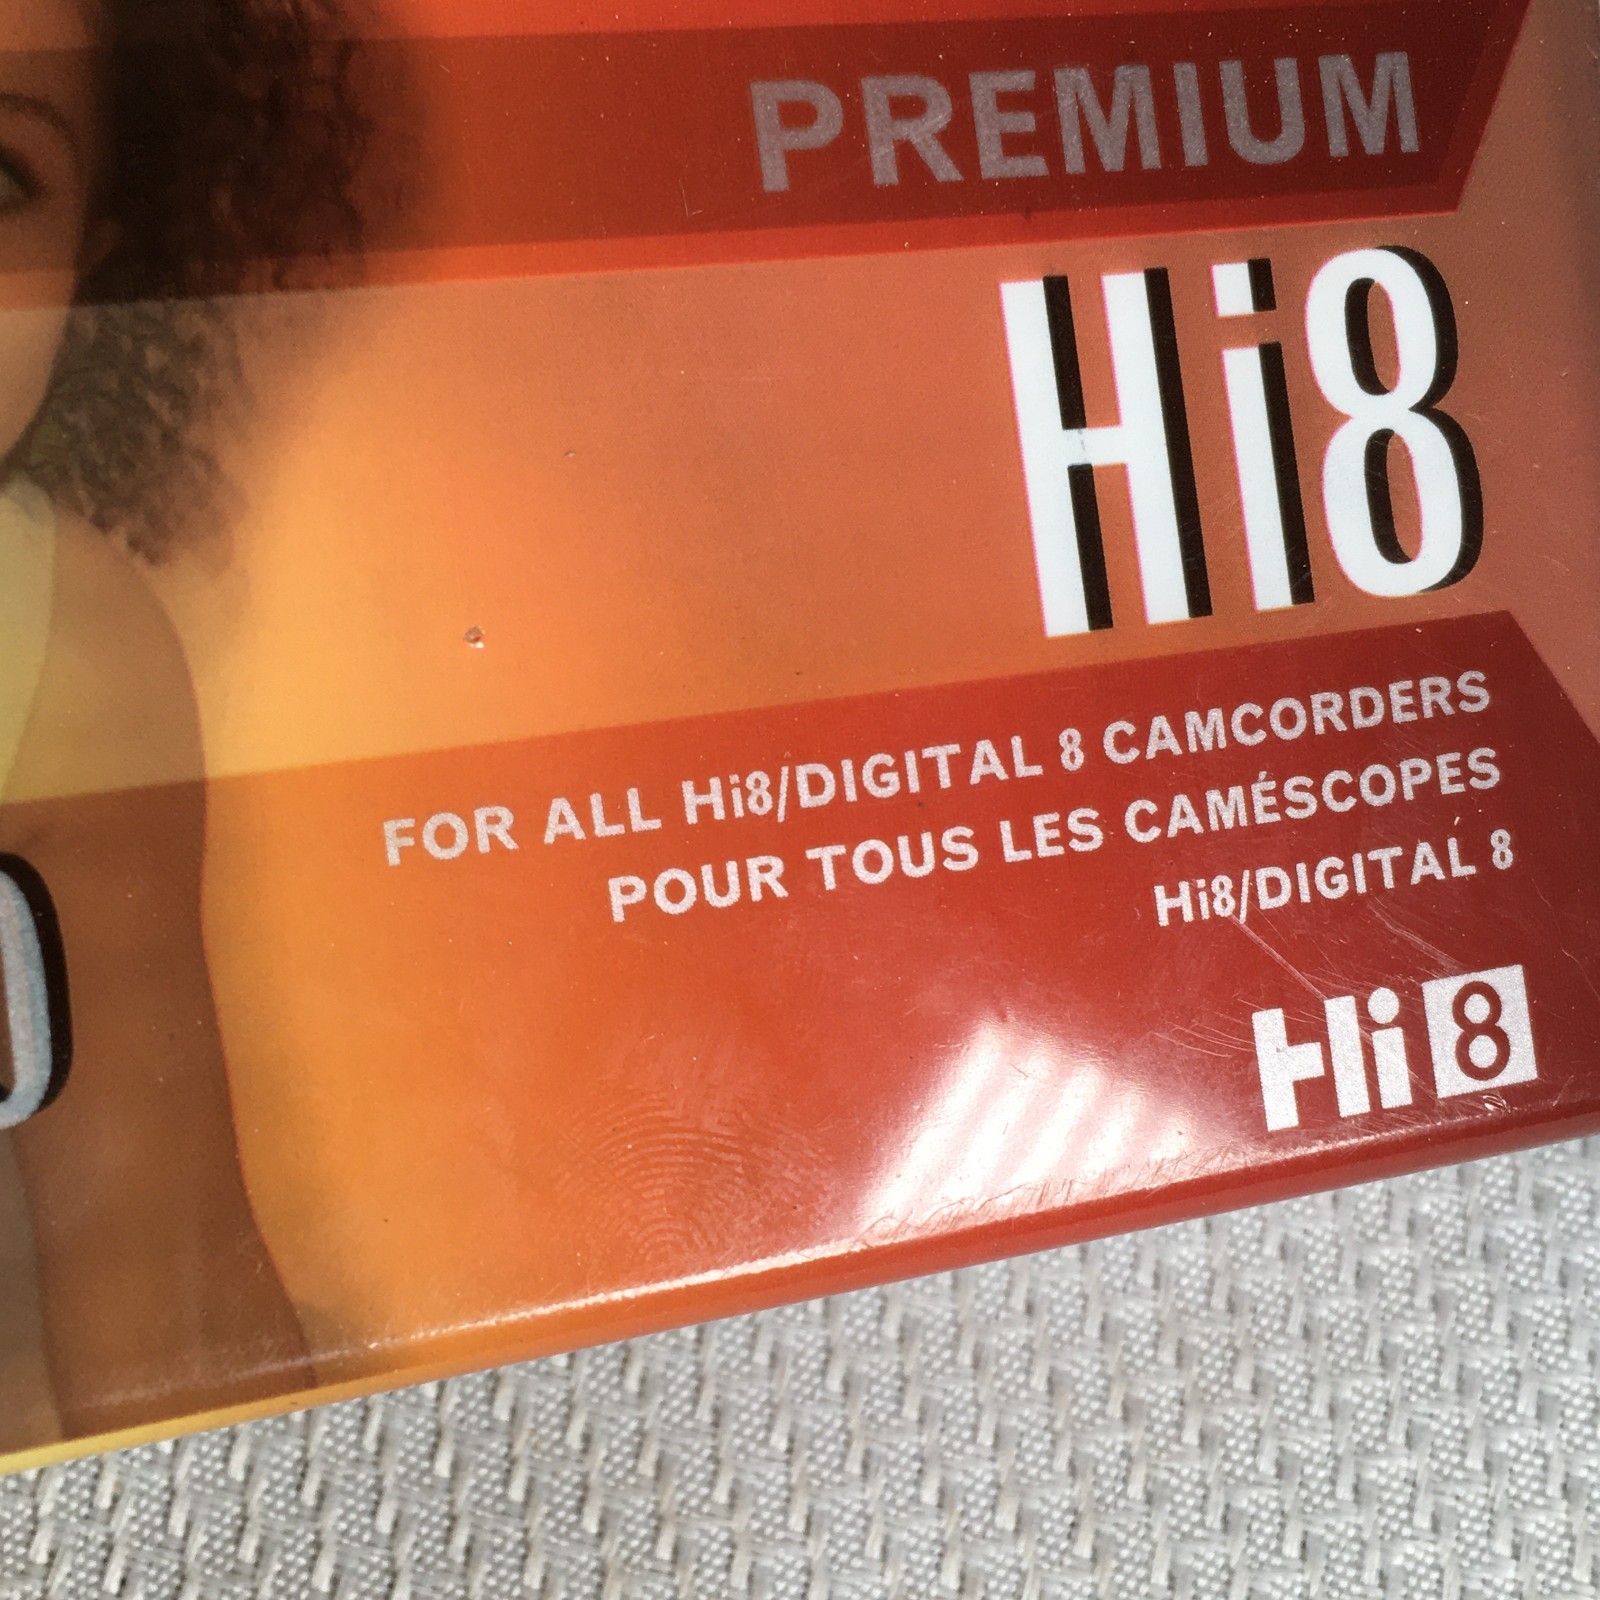 PREMIUM
Hi8
FOR ALL Hi8/DIGITAL 8 CAMCORDERS
POUR TOUS LES CAMÉSCOPES
Hi8/DIGITAL 8
Hi8